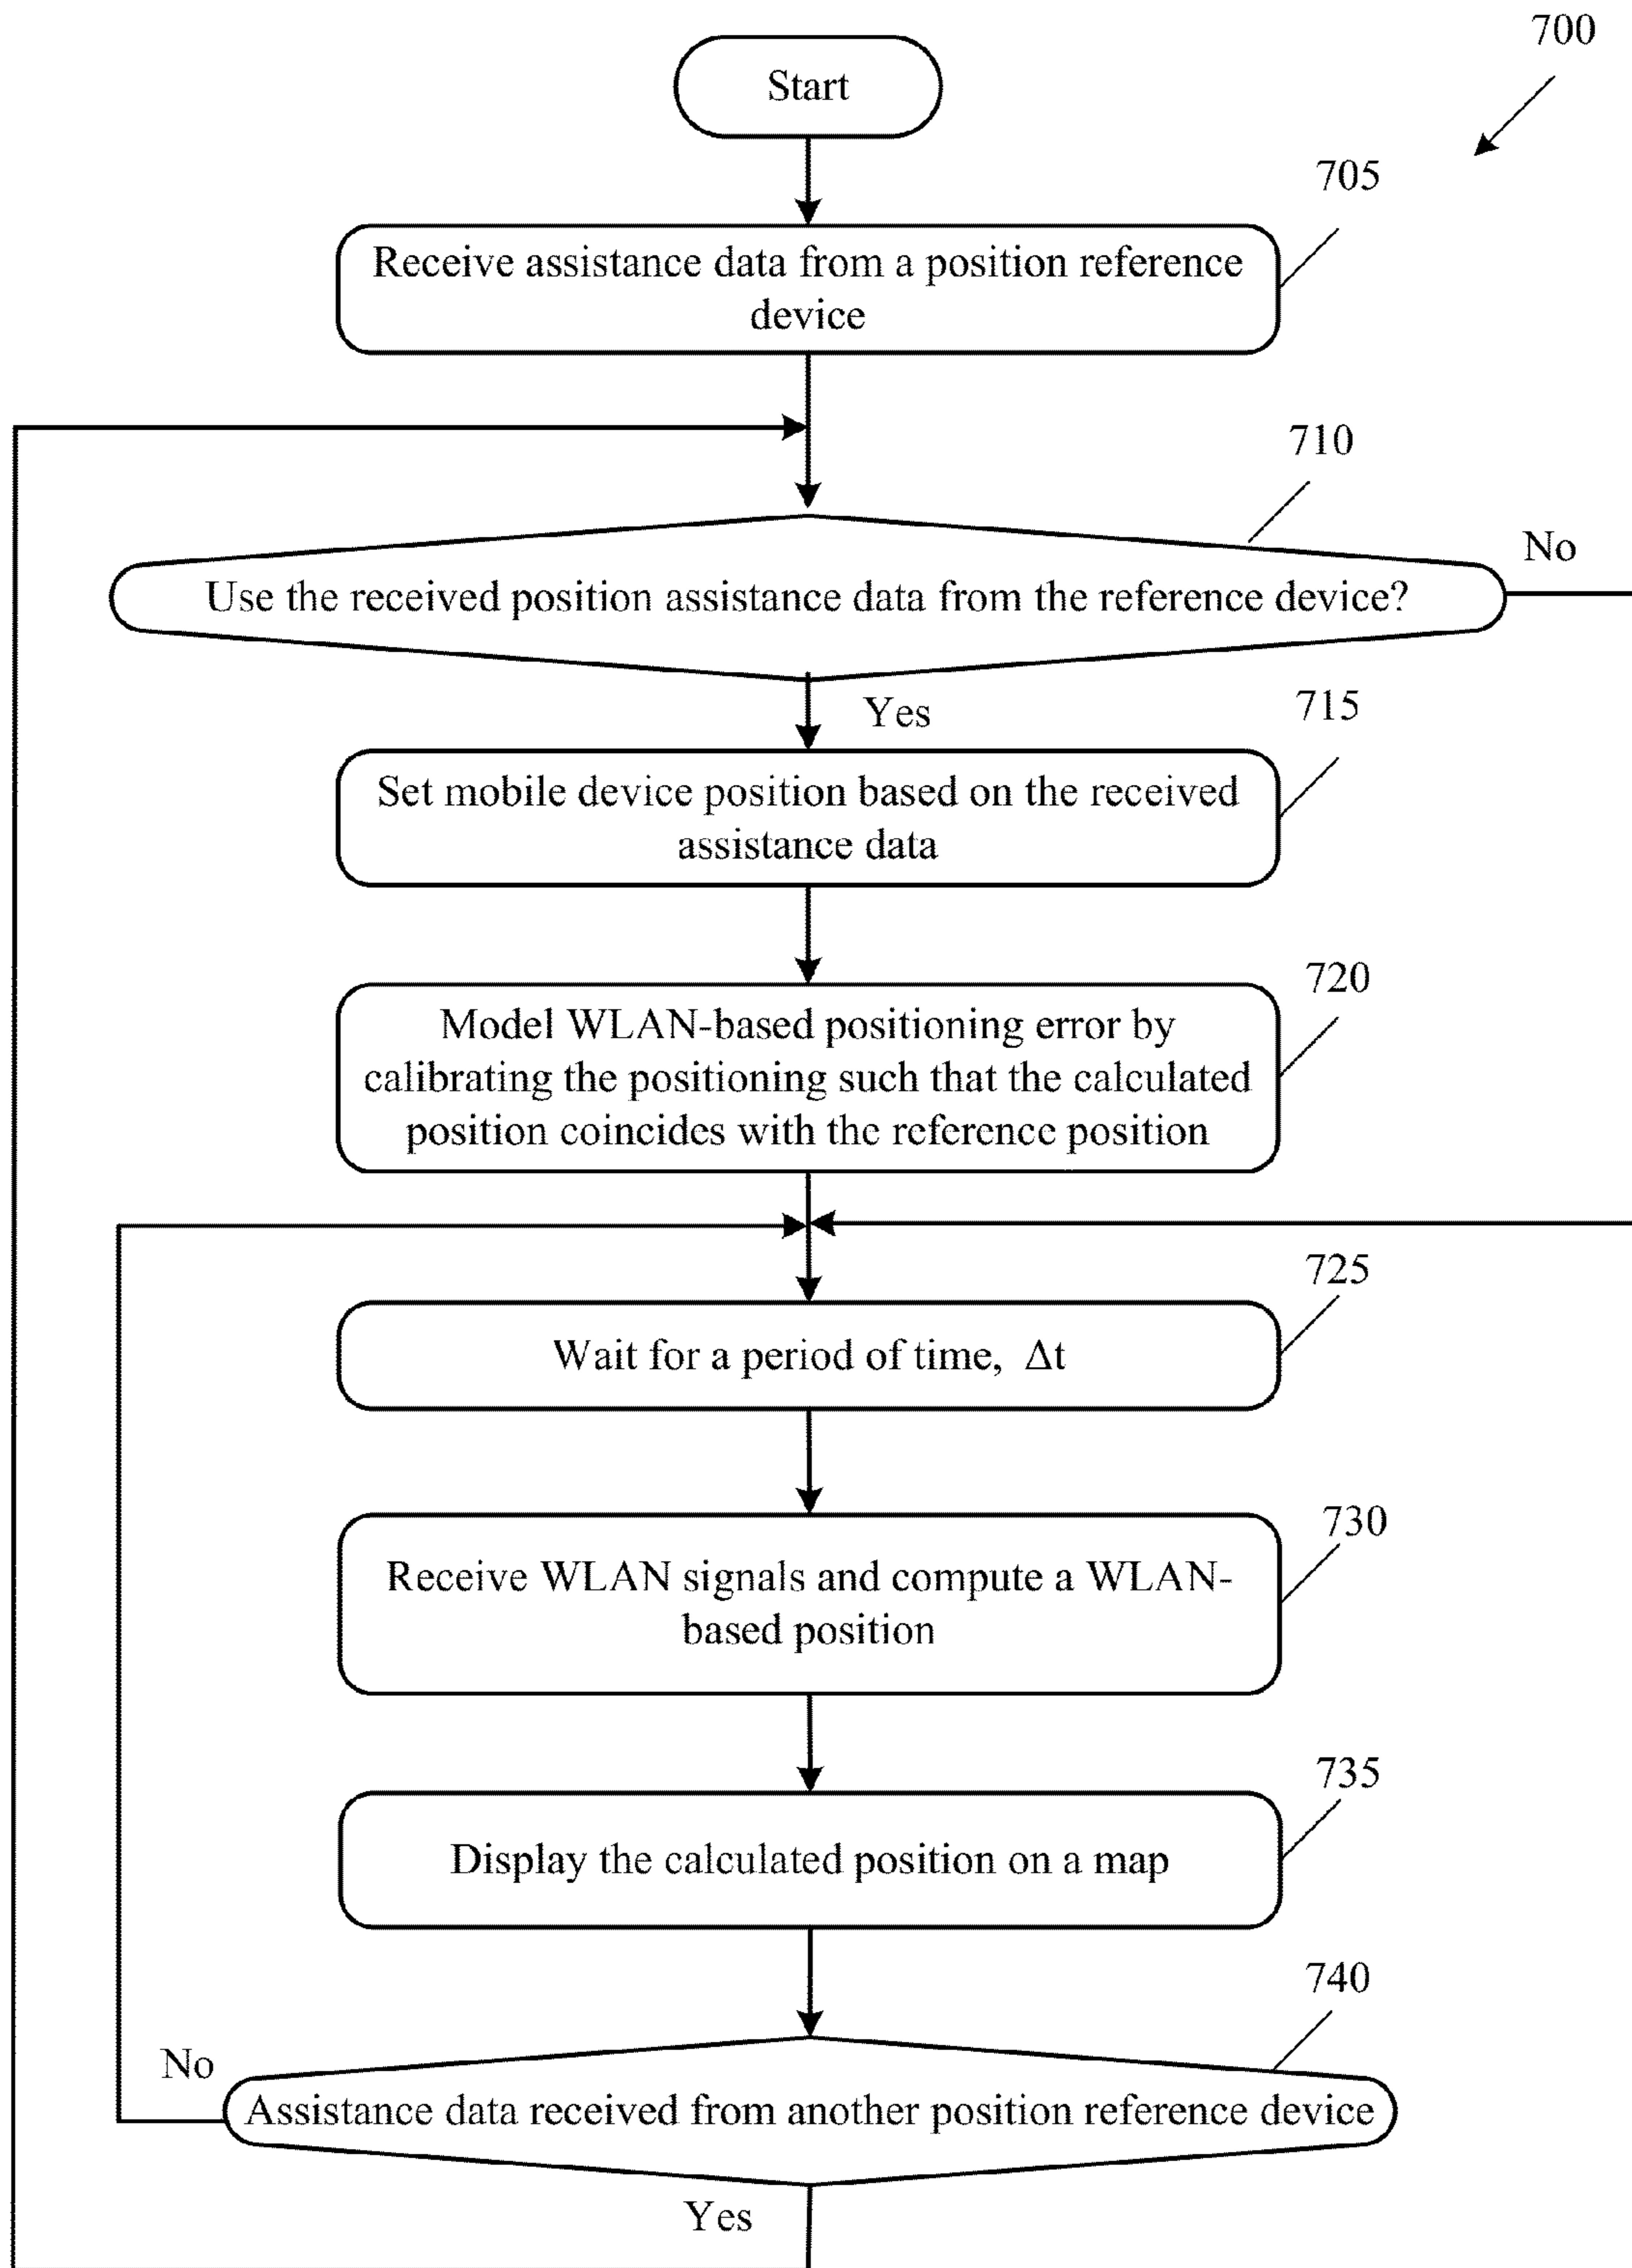 700
Start
705
Receive assistance data from a position reference
device
710
No
Use the received position assistance data from the reference device?
Yes
715
Set mobile device position based on the received
assistance data
720
Model WLAN-based positioning error by
calibrating the positioning such that the calculated
position coincides with the reference position
725
Wait for a period of time, Δt
730
Receive WLAN signals and compute a WLAN-
based position
735
Display the calculated position on a map
740
No
Assistance data received from another position reference device
Yes